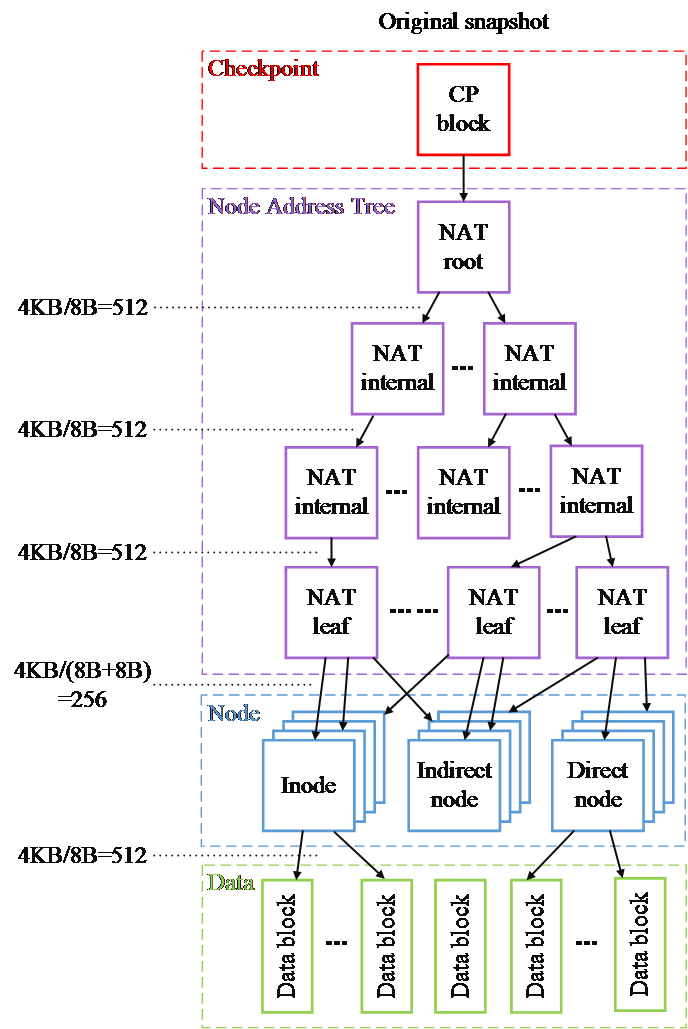 Original snapshot
Checkpoint
CP
block
Node Address Tree
NAT
root
4KB/8B=512
NAT
internal
...
NAT
internal
4KB/8B=512
NAT
internal
...
NAT
internal
...
NAT
internal
4KB/8B=512
NAT
leaf
... ...
NAT
leaf
...
NAT
leaf
4KB/(8B+8B)
=256
Node
Inode
Indirect
node
Direct
node
4KB/8B=512
Data
Data block
...
Data block
Data block
Data block
...
Data block